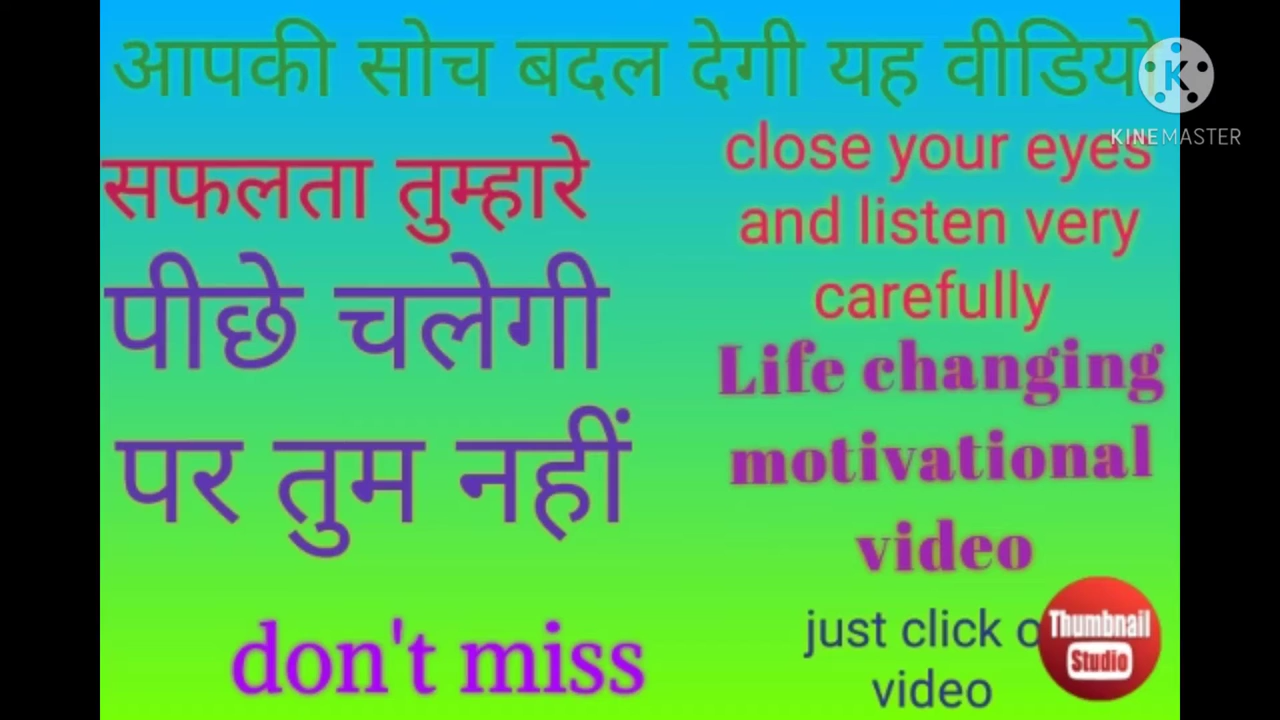 आपकी सोच बदल देगी यह वीडियो
KINEMASTER
सफलता तुम्हारे
पीछे चलेगी
पर तुम नहीं
don't miss
close your eyes
and listen very
carefully
Life changing
motivational
video
just click
video
Thumbnail
Studio